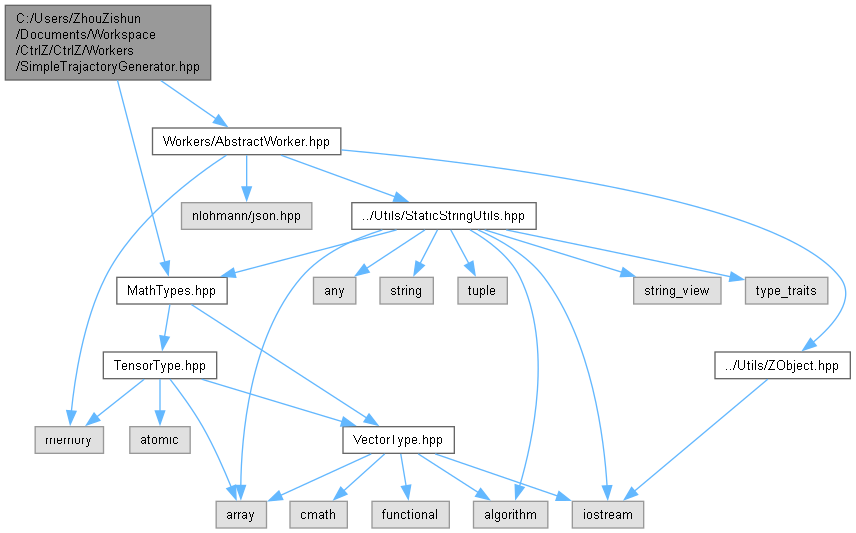 C:/Users/ZhouZishun
/Documents/Workspace
/CtrlZ/CtrlZ/Workers
/SimpleTrajactoryGenerator.hpp
Workers/AbstractWorker.hpp
nlohmann/json.hpp
../Utils/StaticStringUtils.hpp
MathTypes.hpp
any
string
tuple
string_view
type_traits
TensorType.hpp
../Utils/ZObject.hpp
memory
atomic
VectorType.hpp
array
cmath
functional
algorithm
iostream